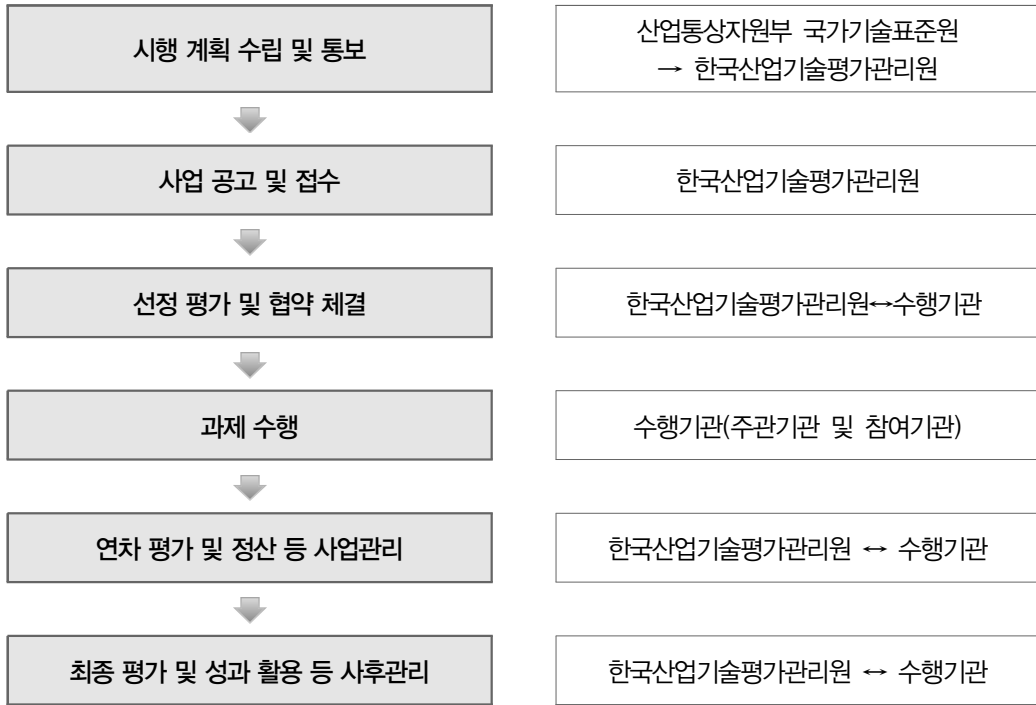 시행 계획 수립 및 통보
산업통상자원부 국가기술표준원
→ 한국산업기술평가관리원
사업 공고 및 접수
한국산업기술평가관리원
선정 평가 및 협약 체결
한국산업기술평가관리원↔수행기관
과제 수행
수행기관(주관기관 및 참여기관)
연차 평가 및 정산 등 사업관리
한국산업기술평가관리원 ↔ 수행기관
최종 평가 및 성과 활용 등 사후관리
한국산업기술평가관리원 ↔ 수행기관